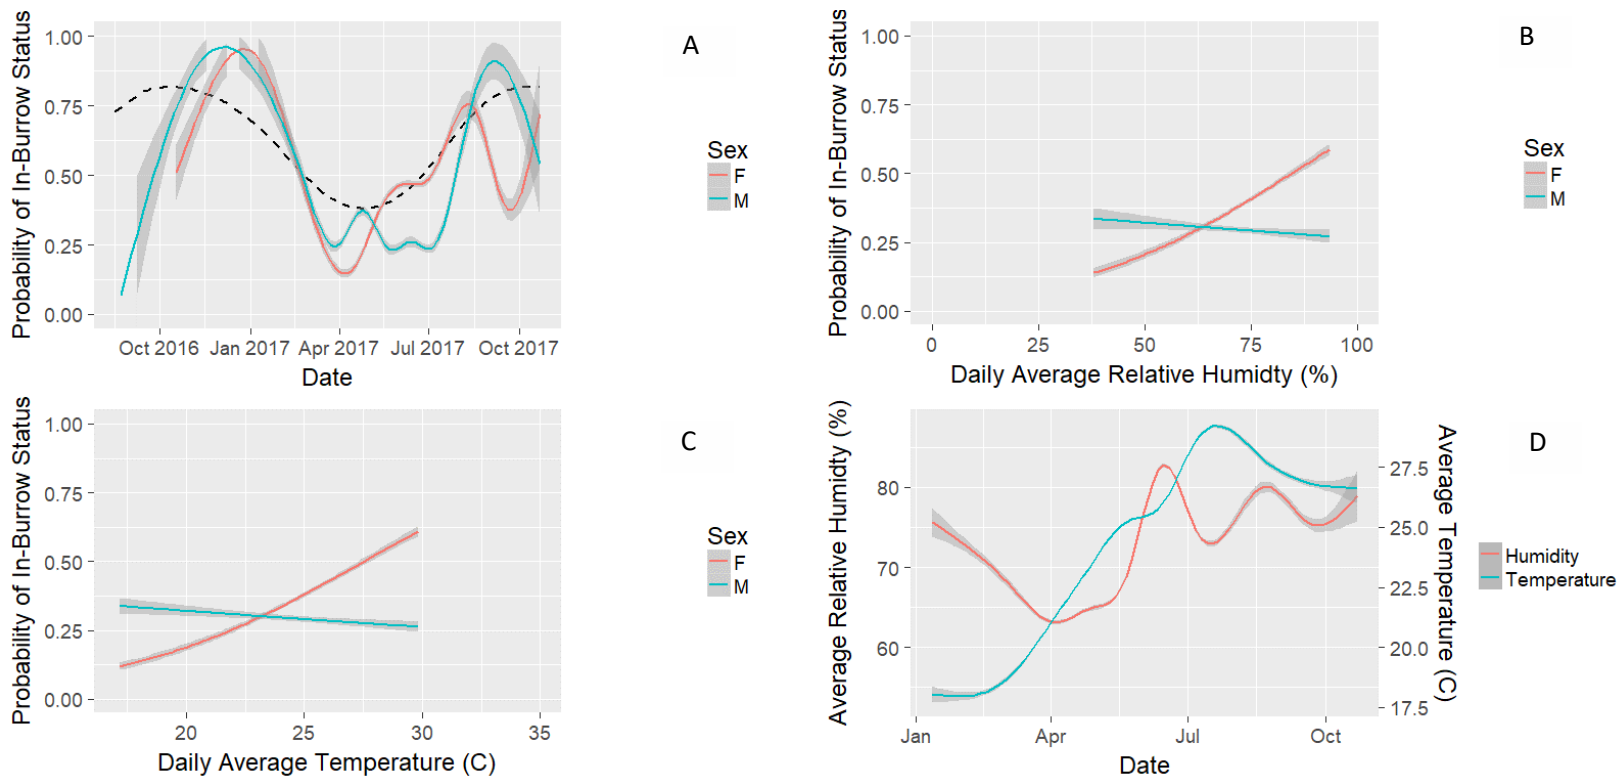 Probability of In-Burrow Status
1.00
0.75
0.50
0.25
0.00
Oct 2016 Jan 2017 Apr 2017 Jul 2017 Oct 2017
Date
A
Sex
F
M
Probability of In-Burrow Status
1.00
0.75
0.50
0.25
0.00
0 25 50 75 100
Daily Average Relative Humidty (%)
B
Sex
F
M
Probability of In-Burrow Status
1.00
0.75
0.50
0.25
0.00
20 25 30 35
Daily Average Temperature (C)
C
Sex
F
M
Average Relative Humidty (%)
80
70
60
Jan Apr Jul Oct
Date
27.5
25.0
22.5
20.0
17.5
Average Temperature (C)
D
Humidity
Temperature